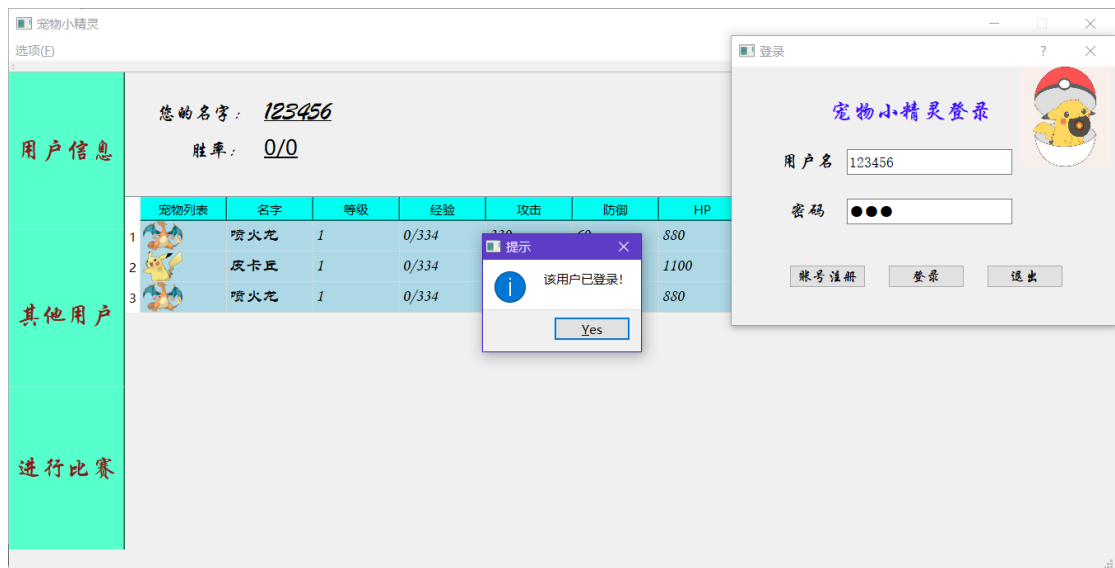 宠物小精灵
选项(F)
用户信息
其他用户
进行比赛
您的名字： 123456
胜率： 0/0
宠物列表 名字 等级 经验 攻击 防御 HP
1 喷火龙 1 0/334 880
2 皮卡丘 1 0/334 1100
3 喷火龙 1 0/334 880
提示
该用户已登录！
Yes
登录
宠物小精灵登录
用户名 123456
密码 ●●●
账号注册 登录 退出